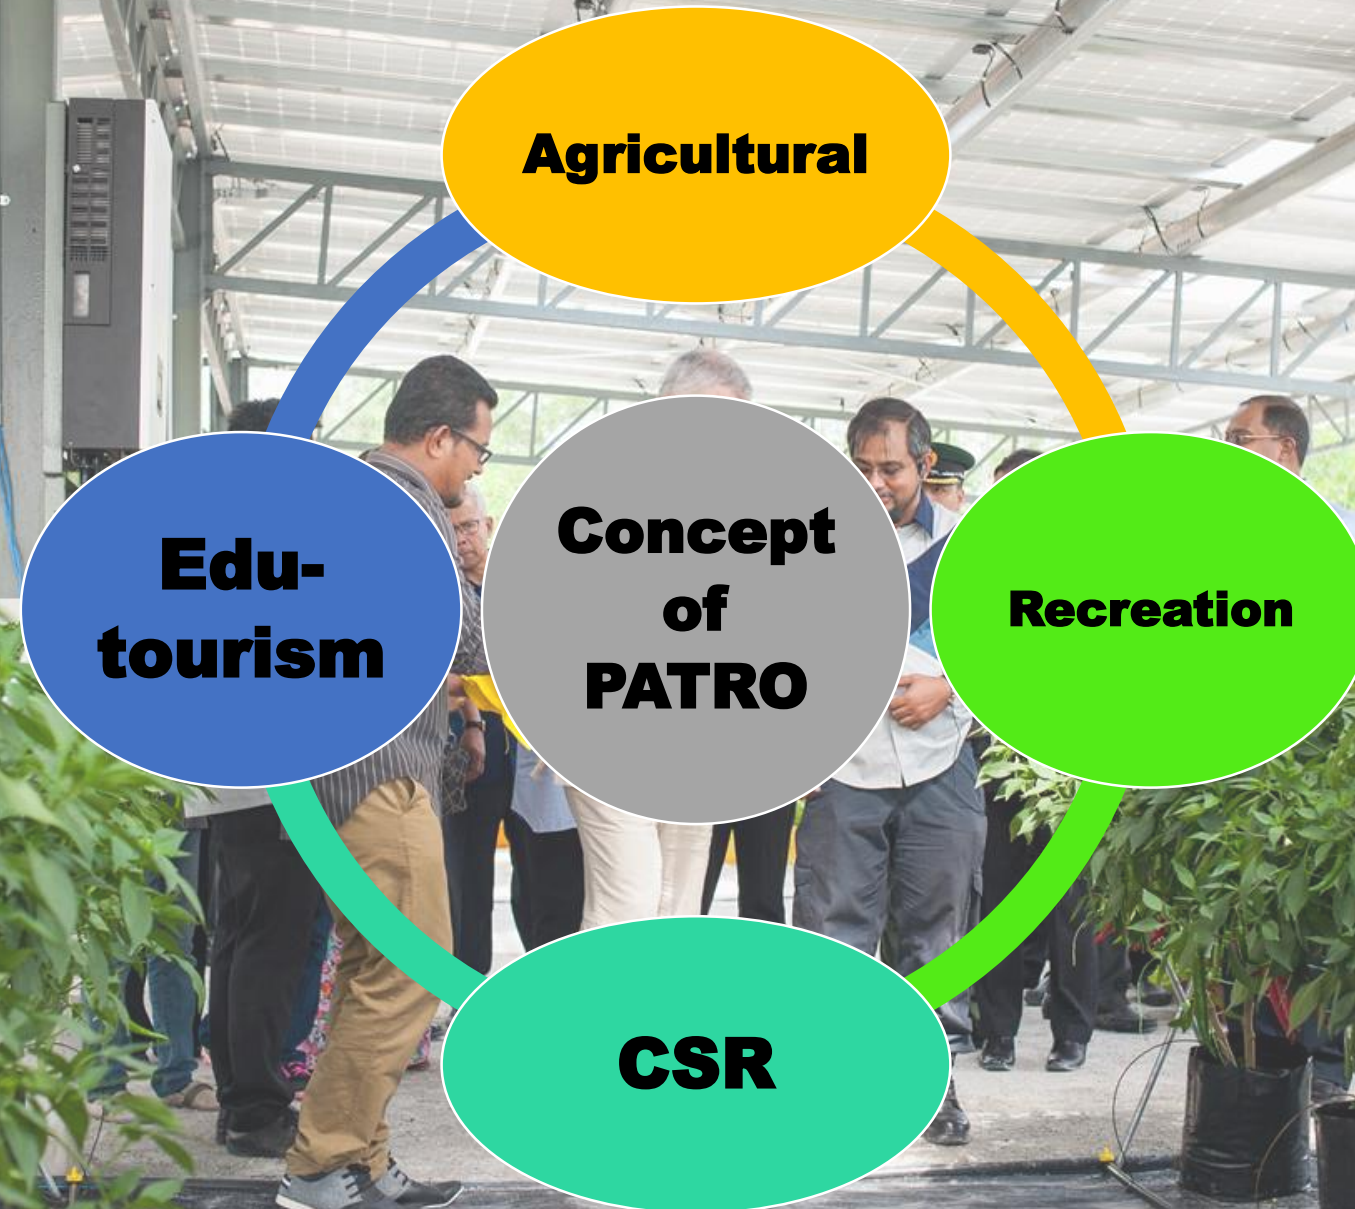 Agricultural
Edu-
tourism
Concept
of
PATRO
Recreation
CSR